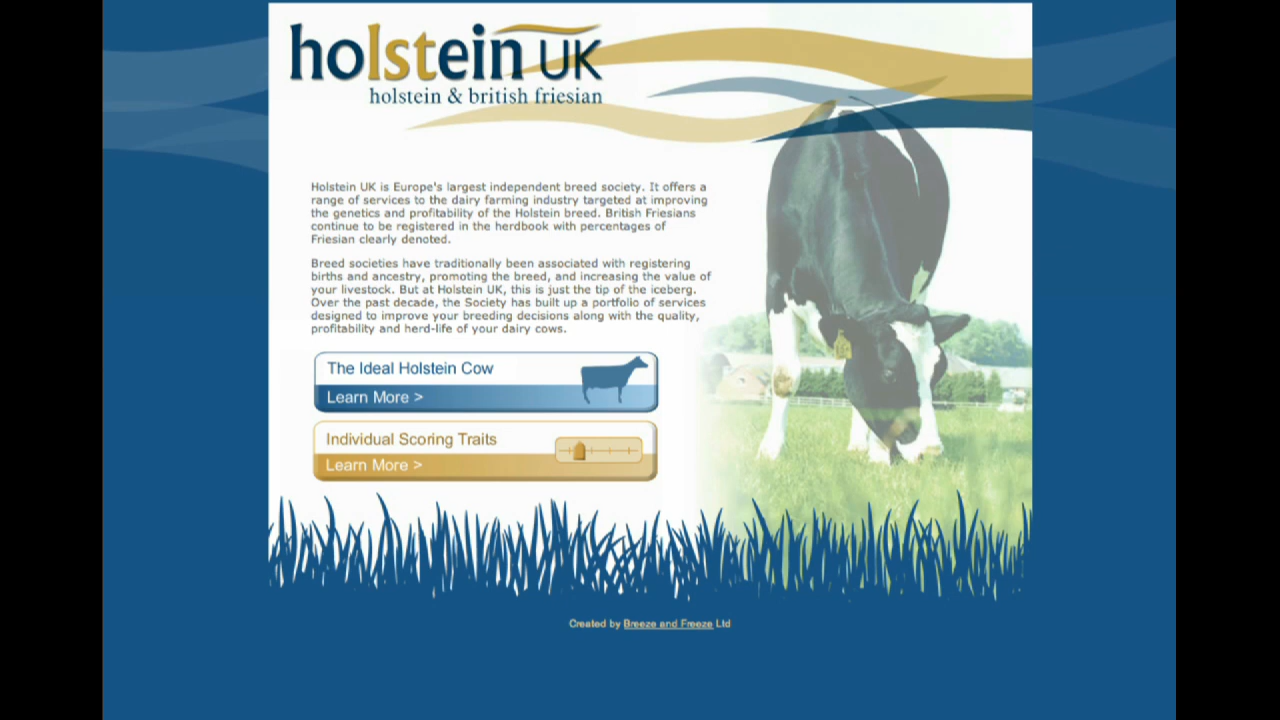 holstein UK
holstein & british friesian
Holstein UK is Europe's largest independent breed society. It offers a
range of services to the dairy farming industry targeted at improving
the genetics and profitability of the Holstein breed. British Friesians
continue to be registered in the herdbook with percentages of
Friesian clearly denoted.
Breed societies have traditionally been associated with registering
births and ancestry, promoting the breed, and increasing the value of
your livestock. But at Holstein UK, this is just the tip of the iceberg.
Over the past decade, the Society has built up a portfolio of services
designed to improve your breeding decisions along with the quality,
profitability and herd-life of your dairy cows.
The Ideal Holstein Cow
Learn More >
Individual Scoring Traits
Learn More >
Created by Breeze and Freeze Ltd